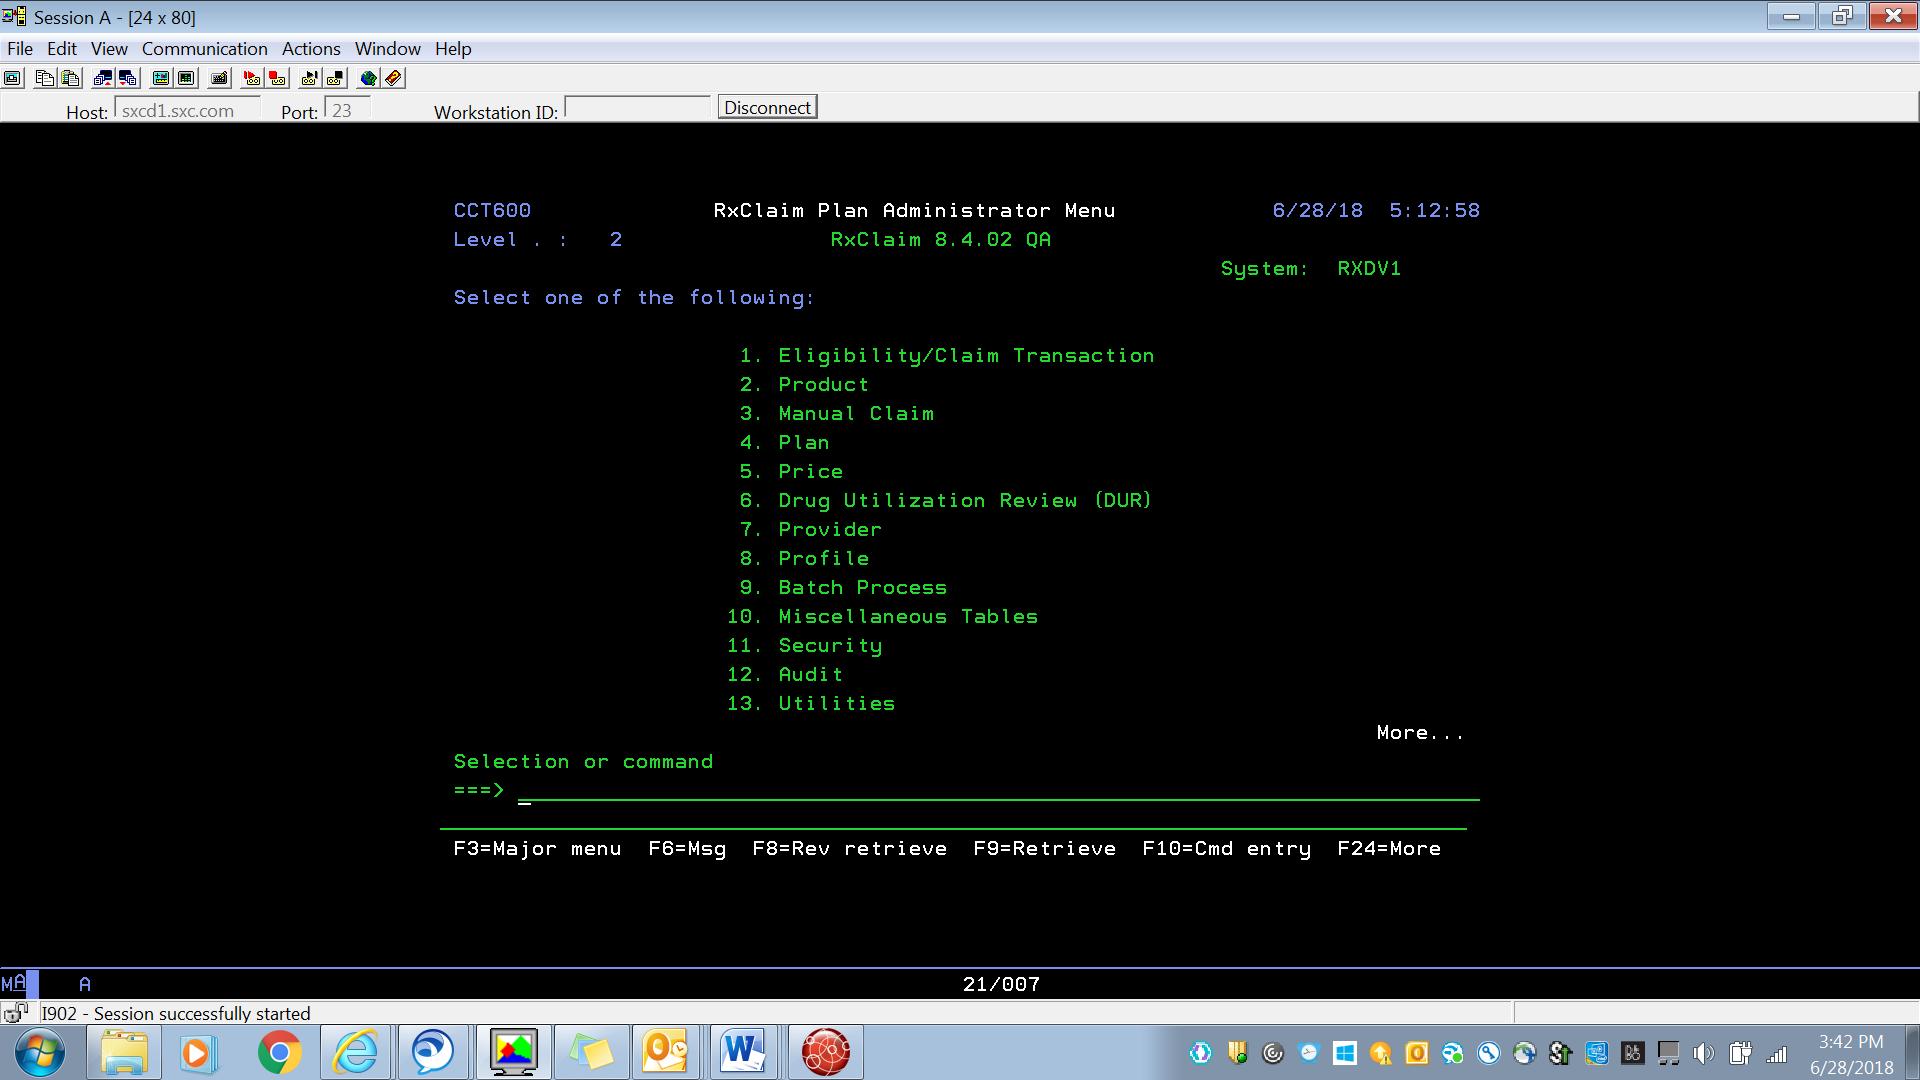 Session A - [24 x 80]
File Edit View Communication Actions Window Help
Host: sxcd1.sxc.com Port: 23 Workstation ID: Disconnect
CCT600 RxClaim Plan Administrator Menu 6/28/18 5:12:58
Level . : 2 RxClaim 8.4.02 QA
System: RXDV1
Select one of the following:
1. Eligibility/Claim Transaction
2. Product
3. Manual Claim
4. Plan
5. Price
6. Drug Utilization Review (DUR)
7. Provider
8. Profile
9. Batch Process
10. Miscellaneous Tables
11. Security
12. Audit
13. Utilities
More...
Selection or command
===>
F3=Major menu F6=Msg F8=Rev retrieve F9=Retrieve F10=Cmd entry F24=More
MA A 21/007
I902 - Session successfully started
3:42 PM
6/28/2018